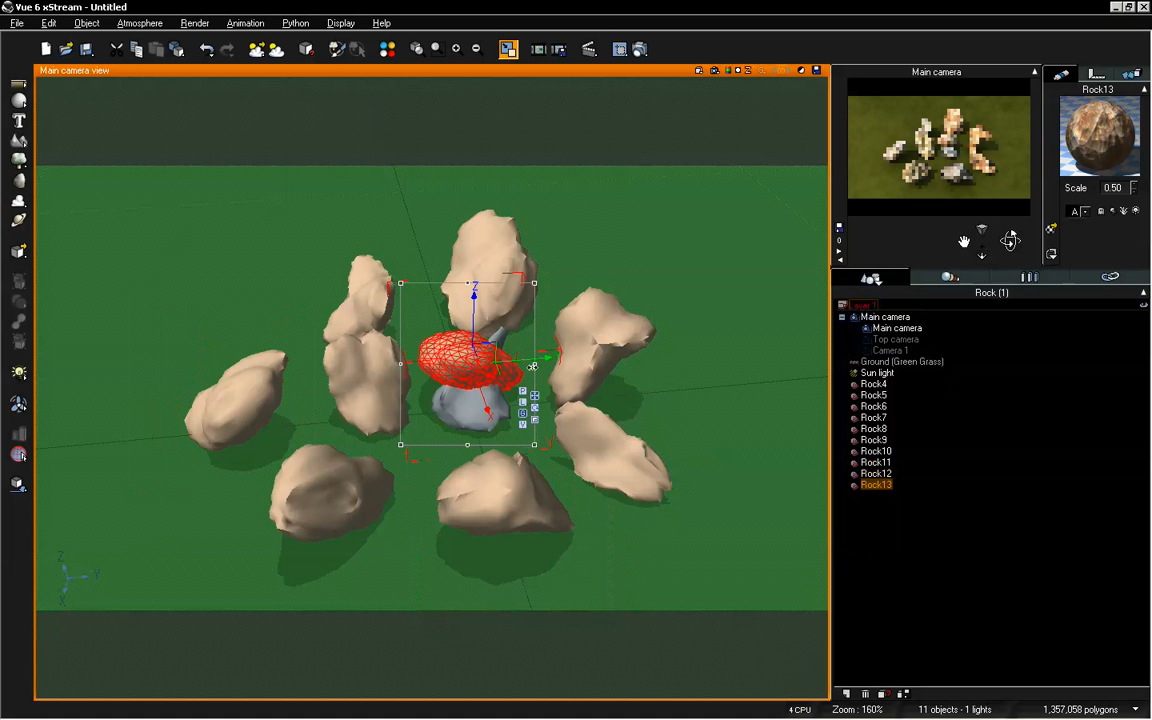 Vue 6 xStream - Untitled
File Edit Object Atmosphere Render Animation Python Display Help
Main camera view
Main camera
Rock13
Scale 0.50
A
0
Rock (1)
Layer 1
Main camera
Main camera
Top camera
Camera 1
Ground (Green Grass)
Sun light
Rock4
Rock5
Rock6
Rock7
Rock8
Rock9
Rock10
Rock11
Rock12
Rock13
Z
X
Z
Y
X
4 CPU Zoom : 160% 11 objects - 1 lights 1,357,058 polygons